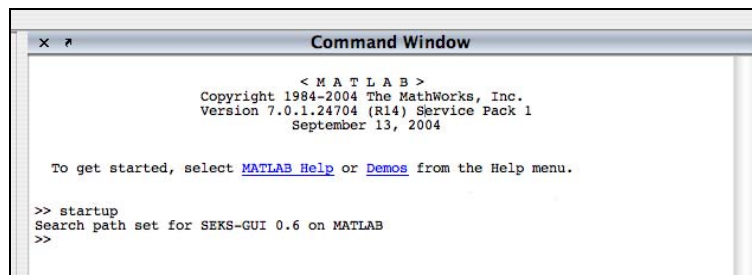 Command Window
< M A T L A B >
Copyright 1984-2004 The MathWorks, Inc.
Version 7.0.1.24704 (R14) Service Pack 1
September 13, 2004
To get started, select MATLAB Help or Demos from the Help menu.
>> startup
Search path set for SEKS-GUI 0.6 on MATLAB
>>